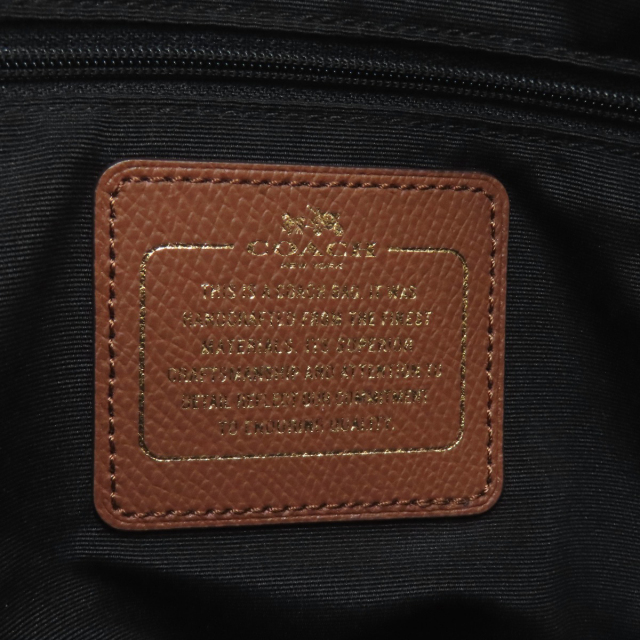 COACH
NEW YORK
THIS IS A COACH BAG. IT WAS
HANDCRAFTED FROM THE FINEST
MATERIALS. ITS SUPERIOR
CRAFTSMANSHIP AND ATTENTION TO
DETAIL REFLECT OUR COMMITMENT
TO ENDURING QUALITY.